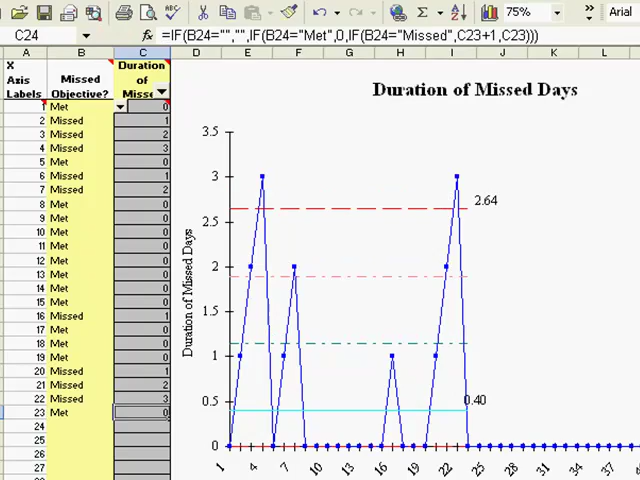 75%
Arial
C24
=IF(B24="","",IF(B24="Met",0,IF(B24="Missed",C23+1,C23)))
A B C D E F G H I J K L
X Axis Labels
Missed Objective?
Duration of Misse
1 Met 0
2 Missed 1
3 Missed 2
4 Missed 3
5 Met 0
6 Missed 1
7 Missed 2
8 Met 0
9 Met 0
10 Met 0
11 Met 0
12 Met 0
13 Met 0
14 Met 0
15 Met 0
16 Missed 1
17 Met 0
18 Met 0
19 Met 0
20 Missed 1
21 Missed 2
22 Missed 3
23 Met 0
24
25
26
27
Duration of Missed Days
Duration of Missed Days
3.5
3
2.5
2
1.5
1
0.5
0
2.64
0.40
1 4 7 10 13 16 19 22 25 28 31 34 37